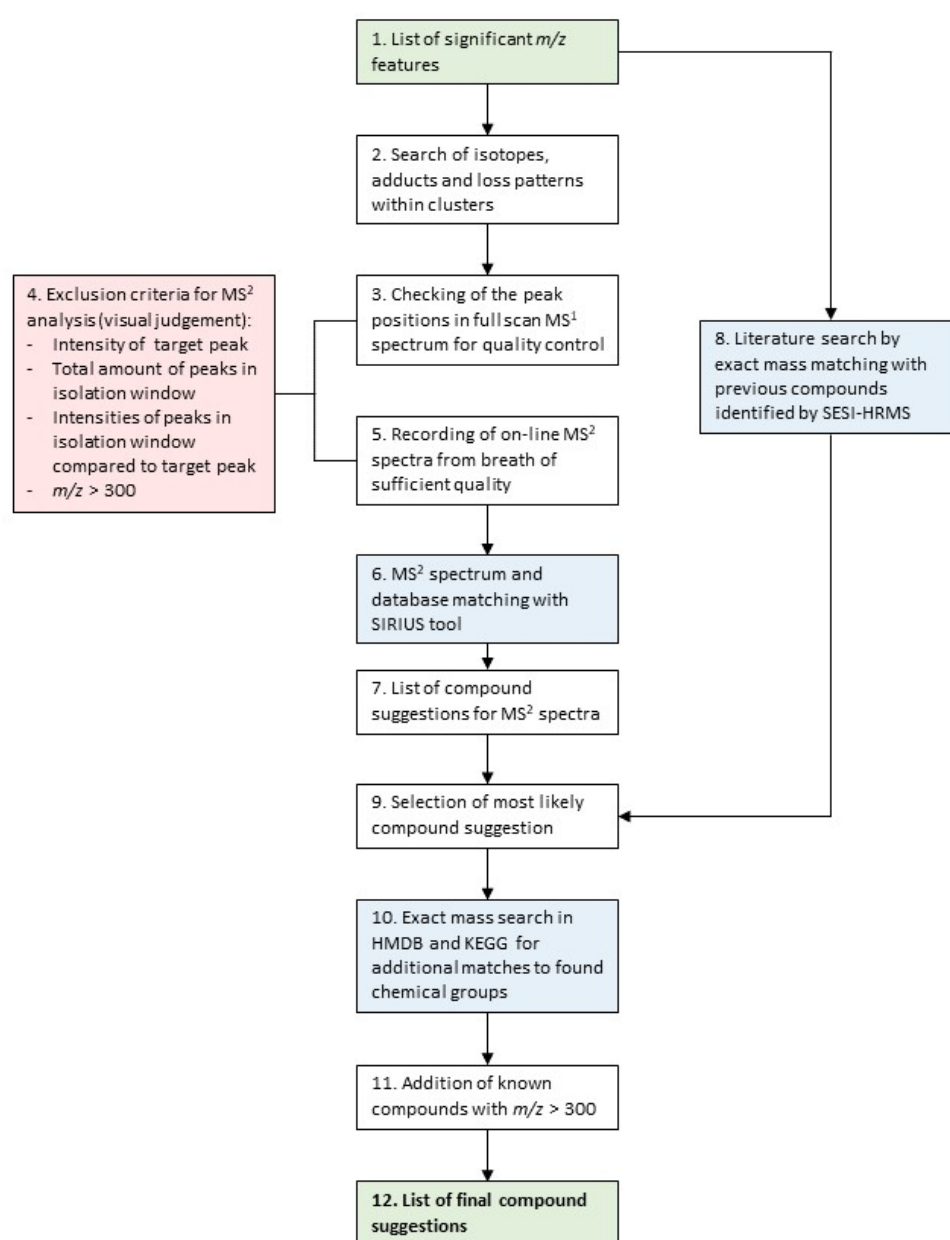 1. List of significant m/z
features
2. Search of isotopes,
adducts and loss patterns
within clusters
3. Checking of the peak
positions in full scan MS¹
spectrum for quality control
4. Exclusion criteria for MS²
analysis (visual judgement):
- Intensity of target peak
- Total amount of peaks in
isolation window
- Intensities of peaks in
isolation window
compared to target peak
- m/z > 300
5. Recording of on-line MS²
spectra from breath of
sufficient quality
6. MS² spectrum and
database matching with
SIRIUS tool
7. List of compound
suggestions for MS² spectra
8. Literature search by
exact mass matching with
previous compounds
identified by SESI-HRMS
9. Selection of most likely
compound suggestion
10. Exact mass search in
HMDB and KEGG for
additional matches to found
chemical groups
11. Addition of known
compounds with m/z > 300
12. List of final compound
suggestions